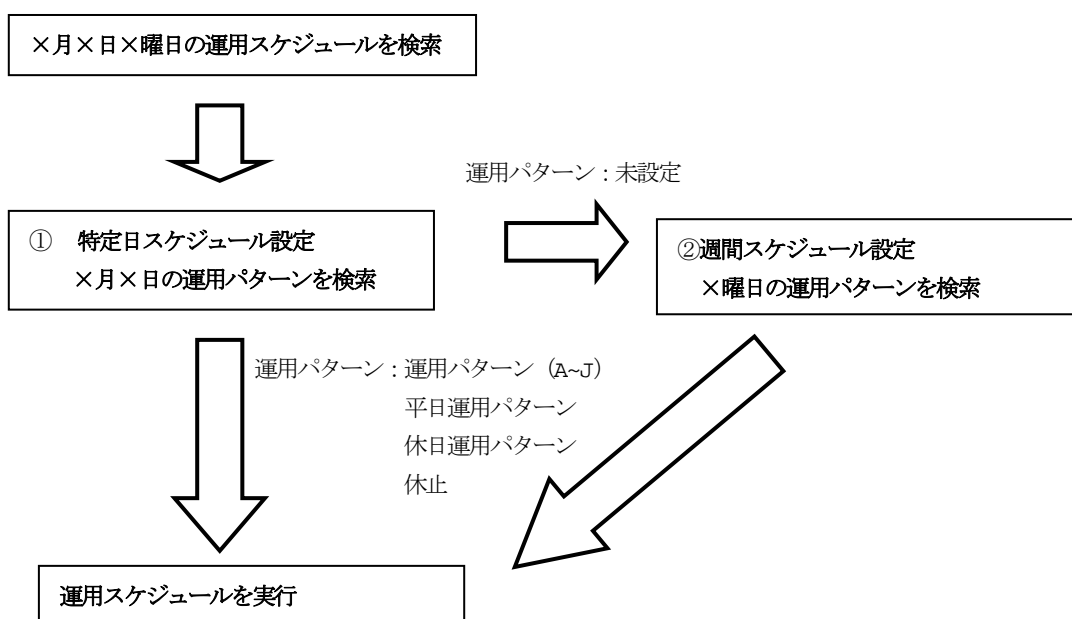 ×月×日×曜日の運用スケジュールを検索
運用パターン：未設定
① 特定日スケジュール設定
×月×日の運用パターンを検索
②週間スケジュール設定
×曜日の運用パターンを検索
運用パターン：運用パターン（A~J）
平日運用パターン
休日運用パターン
休止
運用スケジュールを実行